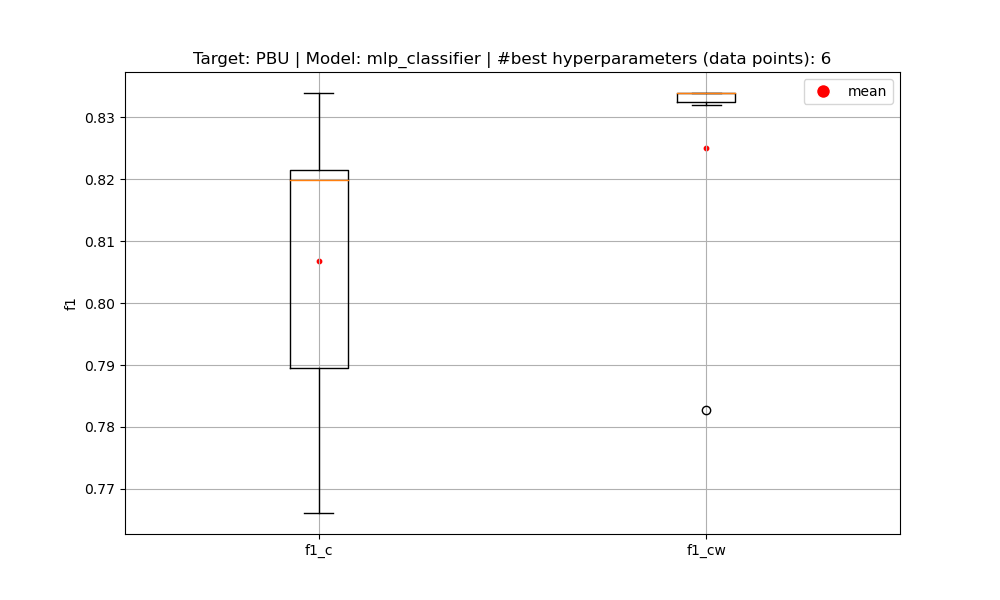 Target: PBU | Model: mlp_classifier | #best hyperparameters (data points): 6
mean
0.83
0.82
0.81
0.80
0.79
0.78
0.77
f1
f1_c
f1_cw